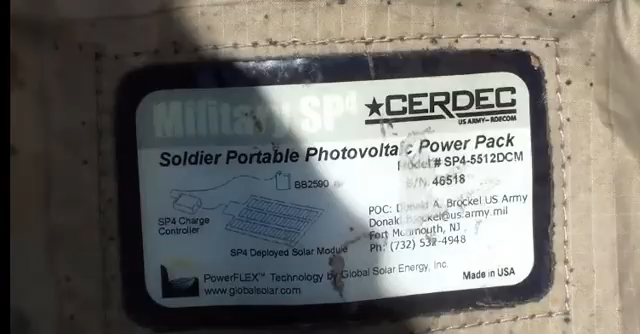 Military SP4
★CERDEC
US ARMY-RDECOM
Soldier Portable Photovoltaic Power Pack
Model# SP4-5512DCM
S/N 46518
BB2590
SP4 Charge
Controller
SP4 Deployed Solar Module
POC: Donald A. Brockel US Army
Donald.brockel@us.army.mil
Fort Monmouth, NJ
Ph: (732) 532-4948
PowerFLEX™ Technology by Global Solar Energy, Inc.
www.globalsolar.com
Made in USA